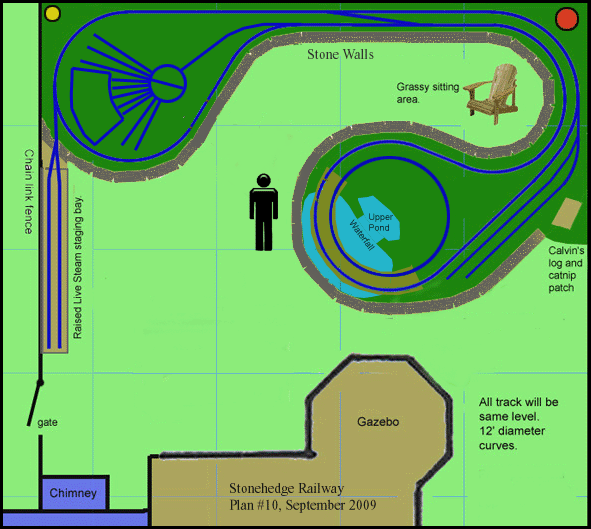 Stone Walls
Grassy sitting
area.
Chain link fence
Raised Live Steam staging bay.
Upper
Pond
Waterfall
Calvin's
log and
catnip
patch
gate
Gazebo
All track will be
same level.
12' diameter
curves.
Chimney
Stonehedge Railway
Plan #10, September 2009